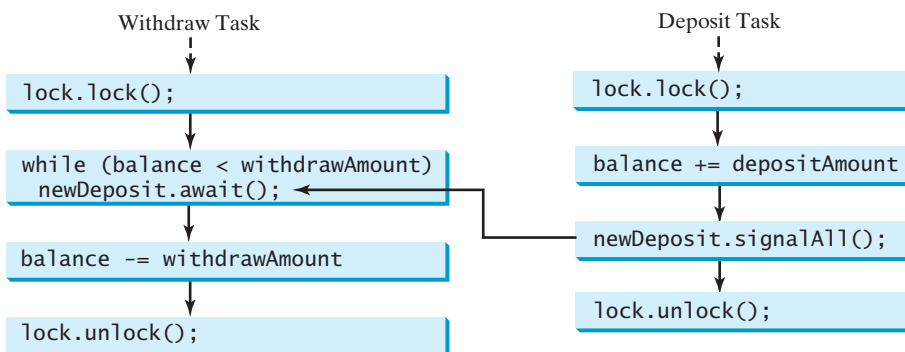 Withdraw Task
lock.lock();
while (balance < withdrawAmount)
newDeposit.await();
balance -= withdrawAmount
lock.unlock();
Deposit Task
lock.lock();
balance += depositAmount
newDeposit.signalAll();
lock.unlock();